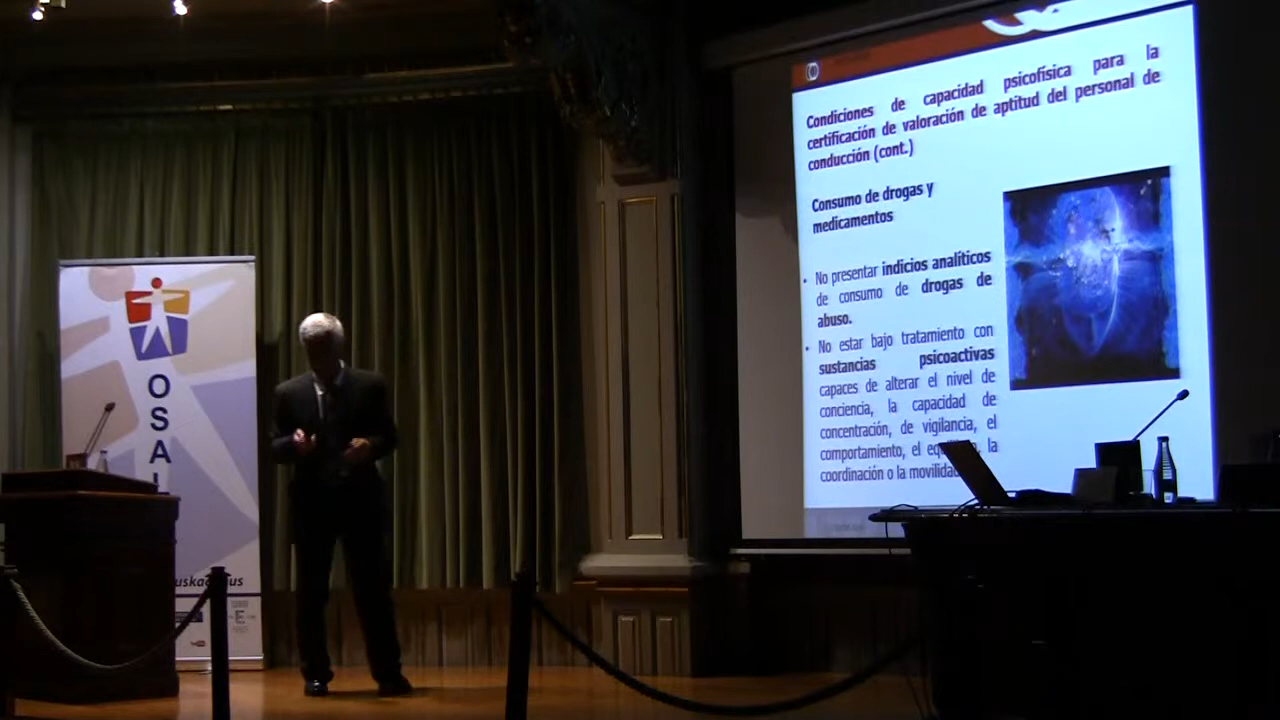 Condiciones de capacidad psicofísica para la
certificación de valoración de aptitud del personal de
conducción (cont.)
Consumo de drogas y
medicamentos
• No presentar indicios analíticos
de consumo de drogas de
abuso.
• No estar bajo tratamiento con
sustancias psicoactivas
capaces de alterar el nivel de
conciencia, la capacidad de
concentración, de vigilancia, el
comportamiento, el la
coordinación o la
OSA
E